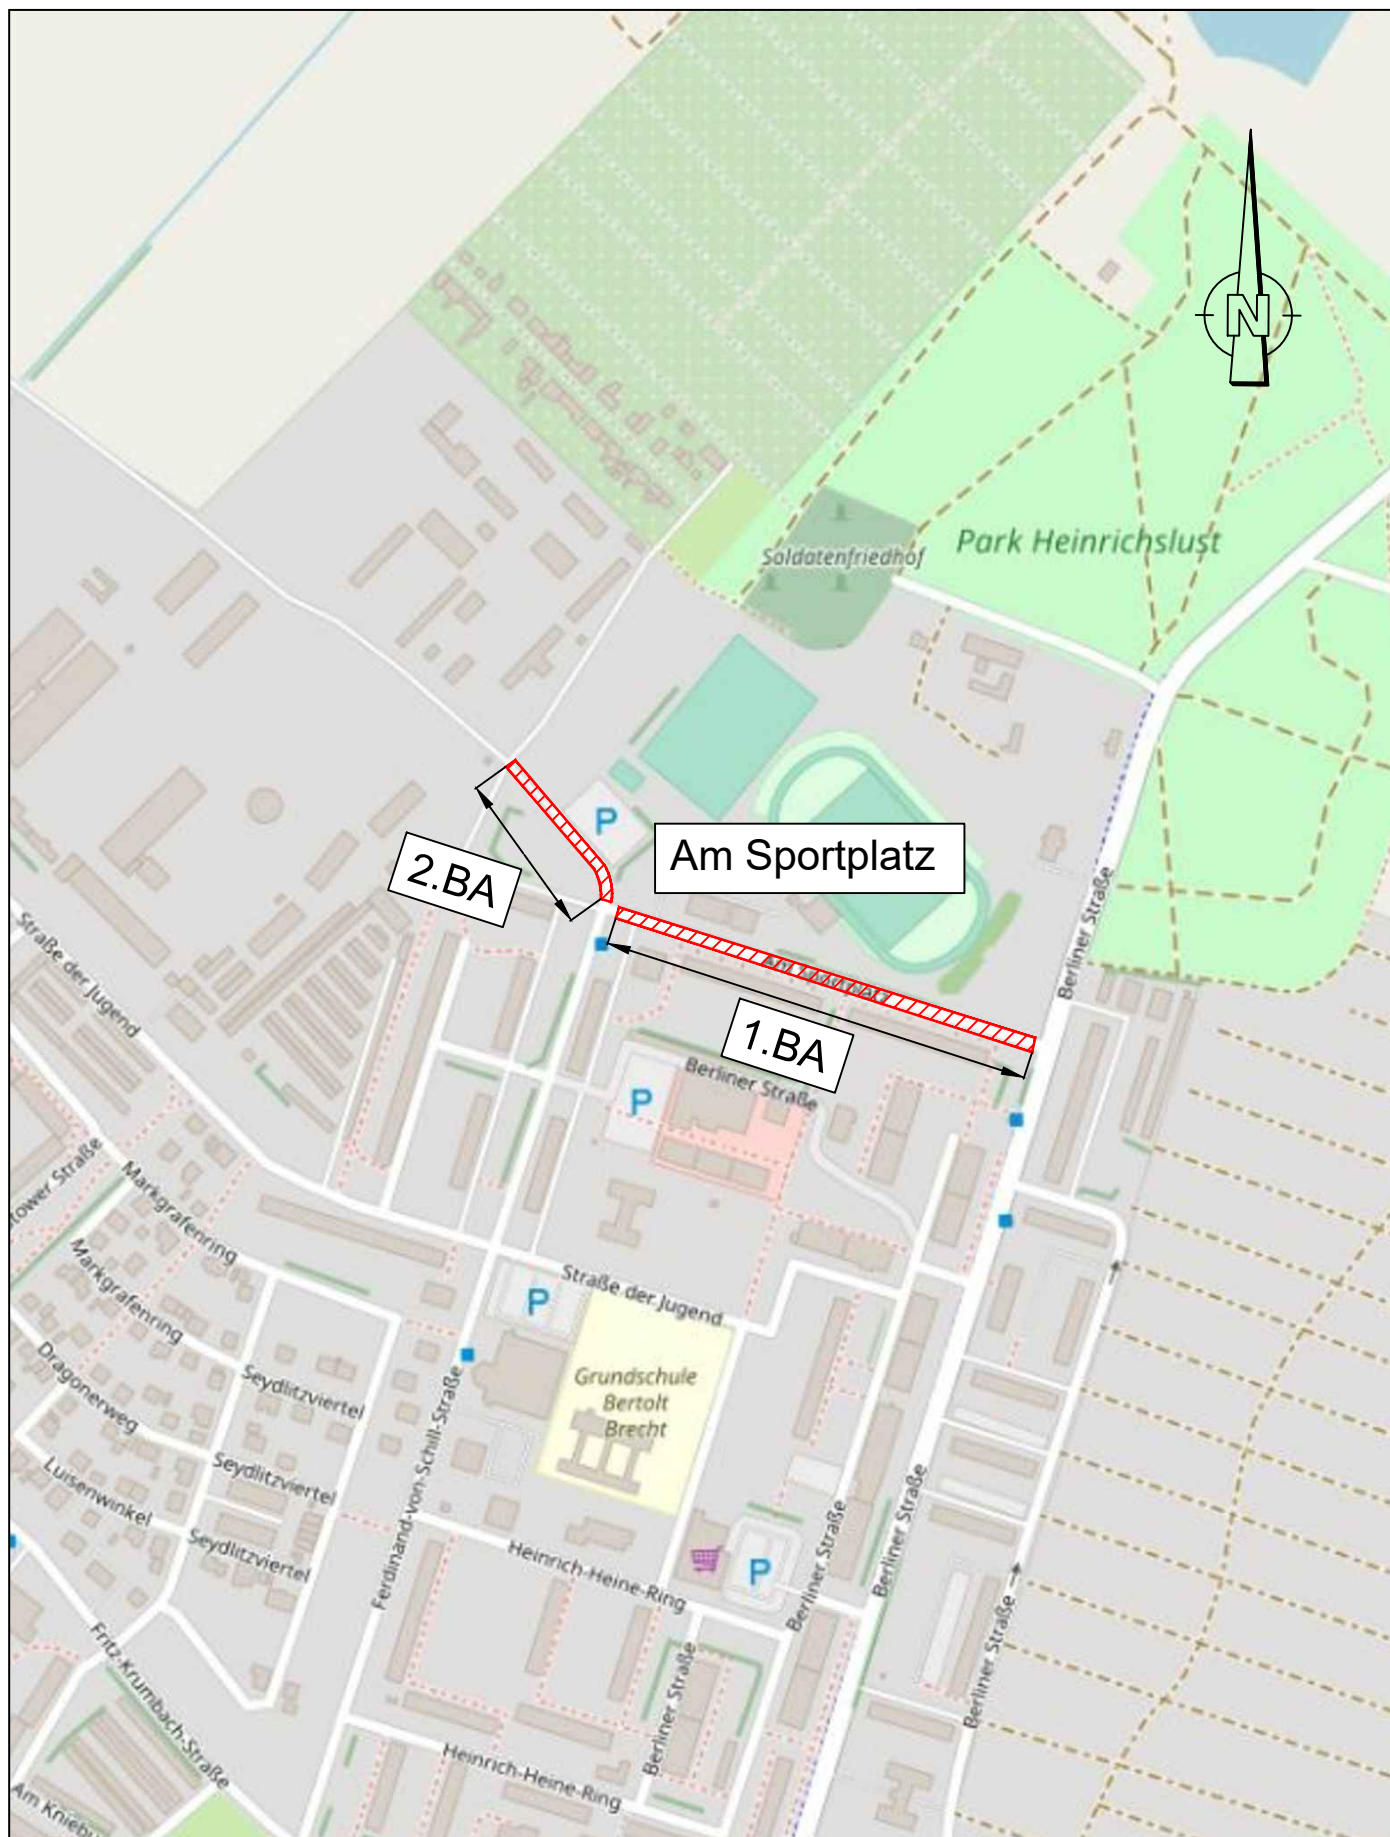 N
Park Heinrichslust
Soldatenfriedhof
P
Am Sportplatz
2.BA
Berliner Straße
Straße der Jugend
Am Sportplatz
1.BA
Berliner Straße
P
Markgrafenring
Markgrafenring
Straße der Jugend
P
Dragonerweg
Seydlitzviertel
Grundschule
Bertolt
Brecht
Ferdinand-von-Schill-Straße
Luisenwinkel
Seydlitzviertel
Seydlitzviertel
Berliner Straße
Berliner Straße
Heinrich-Heine-Ring
P
Berliner Straße
Fritz-Krumbach-Straße
Berliner Straße
Heinrich-Heine-Ring